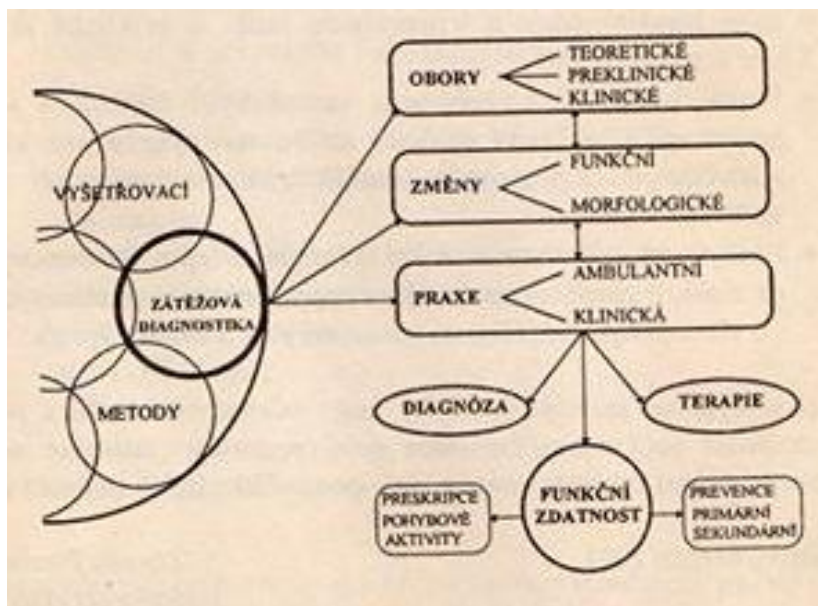 VYŠETŘOVACÍ
ZÁTĚŽOVÁ
DIAGNOSTIKA
METODY
OBORY
TEORETICKÉ
PREKLINICKÉ
KLINICKÉ
ZMĚNY
FUNKČNÍ
MORFOLOGICKÉ
PRAXE
AMBULANTNÍ
KLINICKÁ
DIAGNÓZA
TERAPIE
FUNKČNÍ
ZDATNOST
PRESKRIPCE
POHYBOVÉ
AKTIVITY
PREVENCE
PRIMARNÍ
SEKUNDÁRNÍ